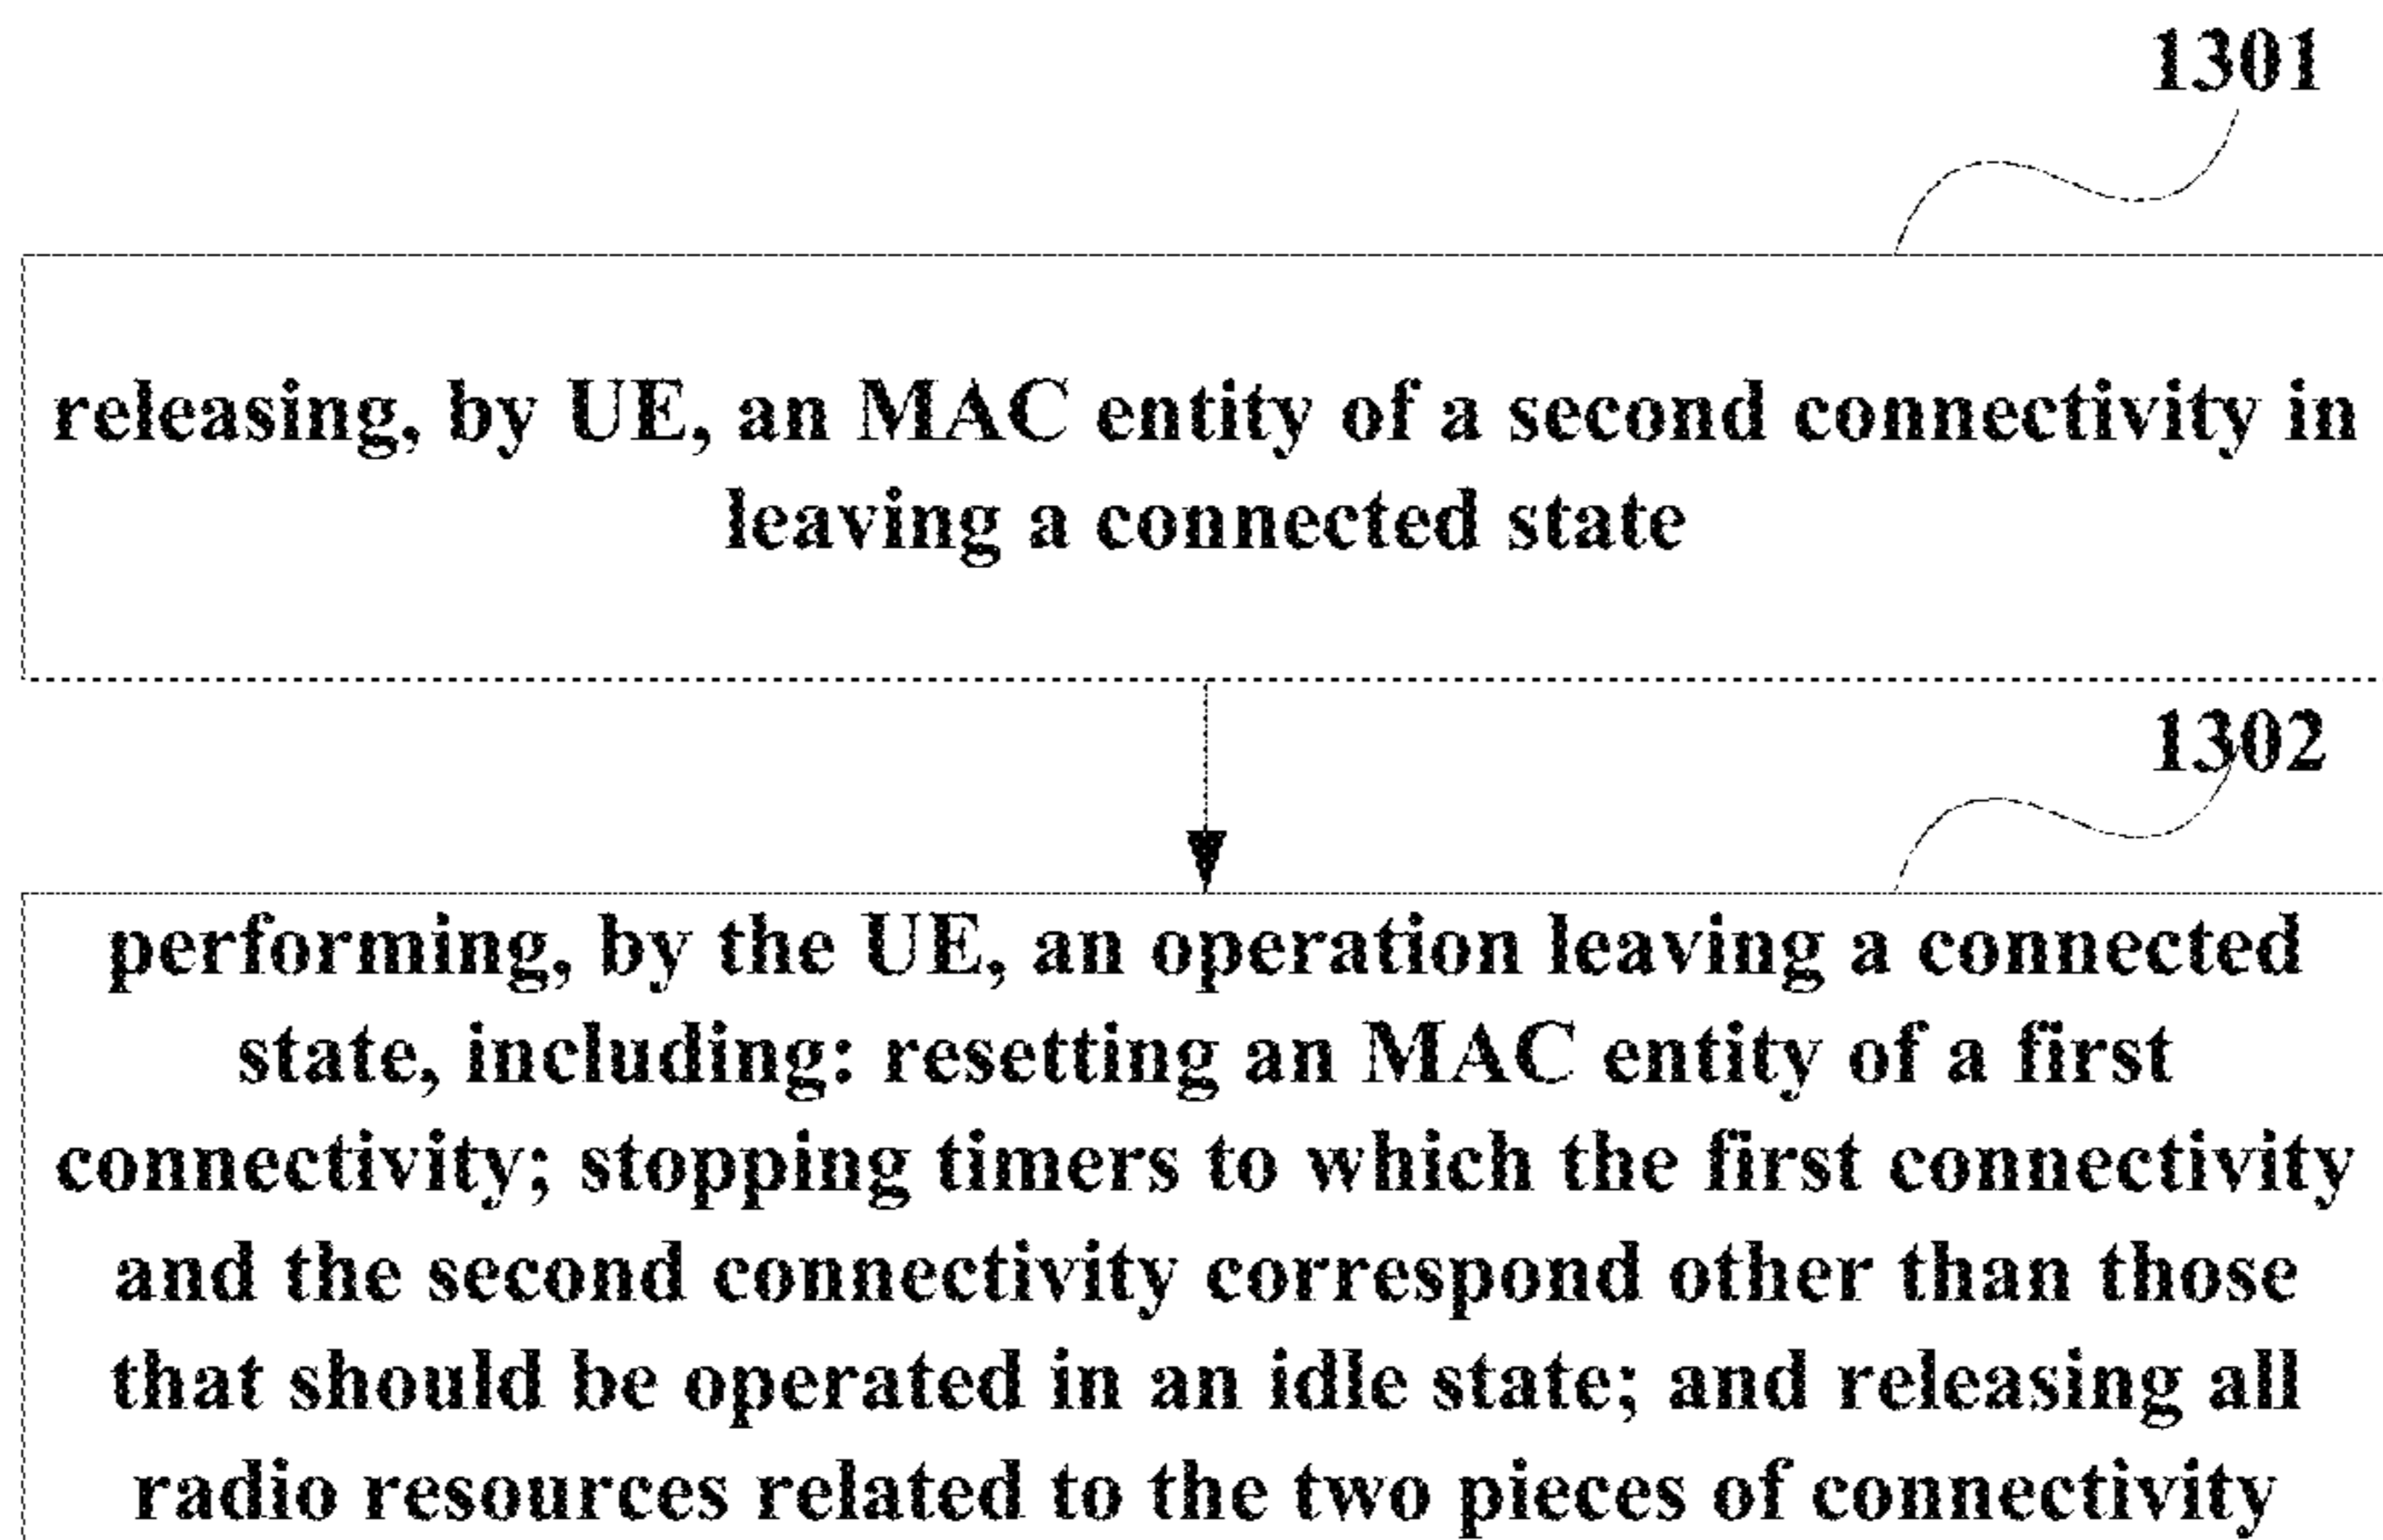 1301
releasing, by UE, an MAC entity of a second connectivity in
leaving a connected state
1302
performing, by the UE, an operation leaving a connected
state, including: resetting an MAC entity of a first
connectivity; stopping timers to which the first connectivity
and the second connectivity correspond other than those
that should be operated in an idle state; and releasing all
radio resources related to the two pieces of connectivity